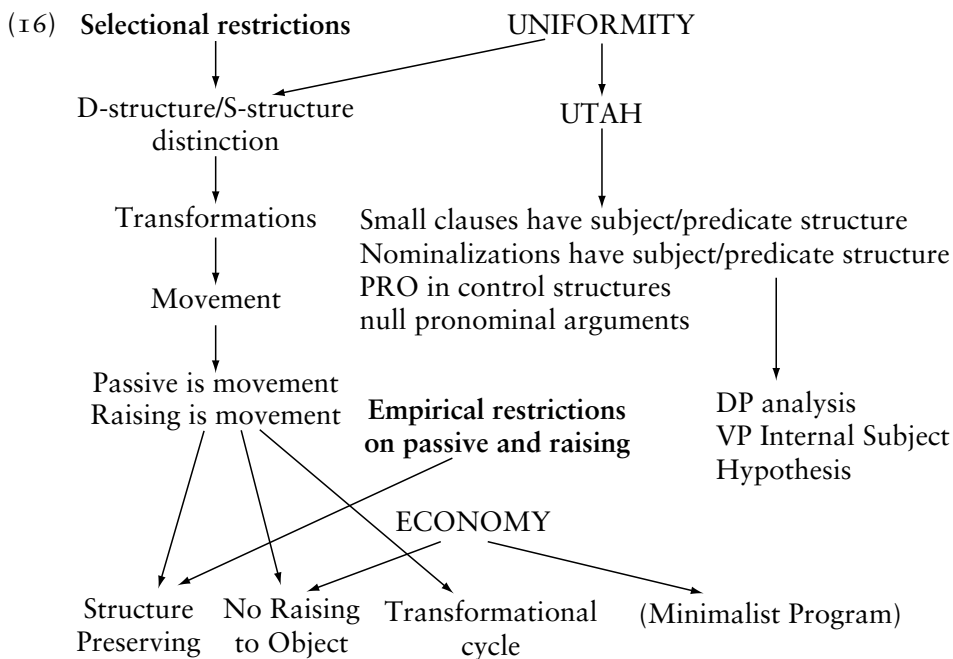 (16) Selectional restrictions
UNIFORMITY
D-structure/S-structure
distinction
UTAH
Transformations
Small clauses have subject/predicate structure
Nominalizations have subject/predicate structure
PRO in control structures
null pronominal arguments
Movement
Passive is movement
Raising is movement
Empirical restrictions
on passive and raising
DP analysis
VP Internal Subject
Hypothesis
ECONOMY
Structure
Preserving
No Raising
to Object
Transformational
cycle
(Minimalist Program)